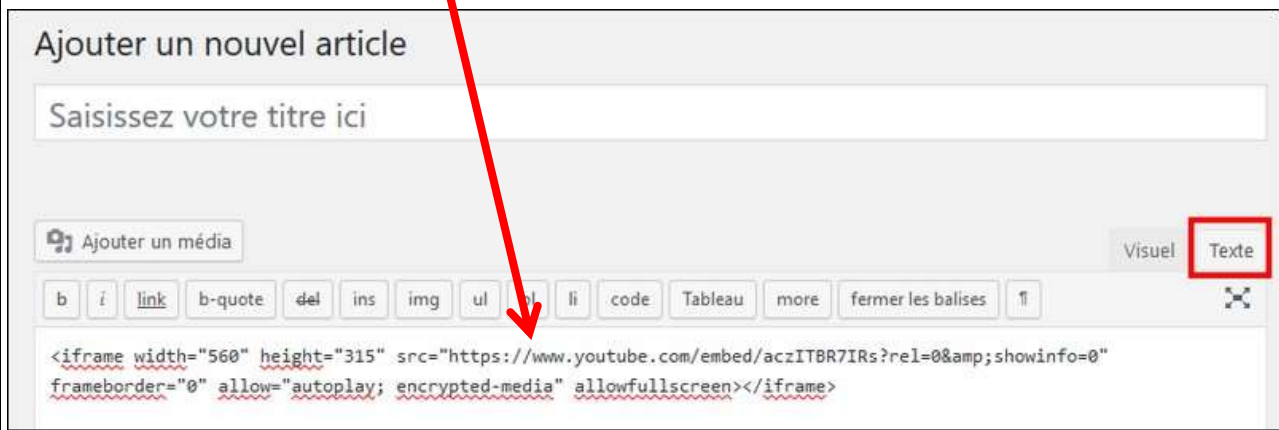 Ajouter un nouvel article
Saisissez votre titre ici
Ajouter un média
Visuel Texte
b i link b-quote del ins img ul ol li code Tableau more fermer les balises ¶
<iframe width="560" height="315" src="https://www.youtube.com/embed/aczITBR7IRs?rel=0&amp;showinfo=0"
frameborder="0" allow="autoplay; encrypted-media" allowfullscreen></iframe>